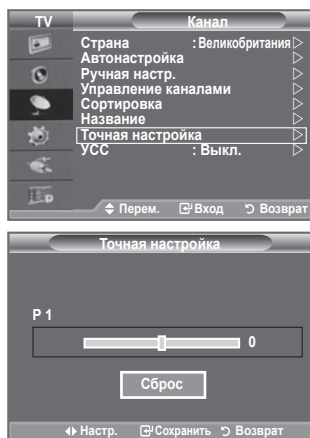 TV Канал
Страна : Великобритания
Автонастройка
Ручная настр.
Управление каналами
Сортировка
Название
Точная настройка
УСС : Выкл.
Перем. Вход Возврат
Точная настройка
P 1
0
Сброс
Настр. Сохранить Возврат